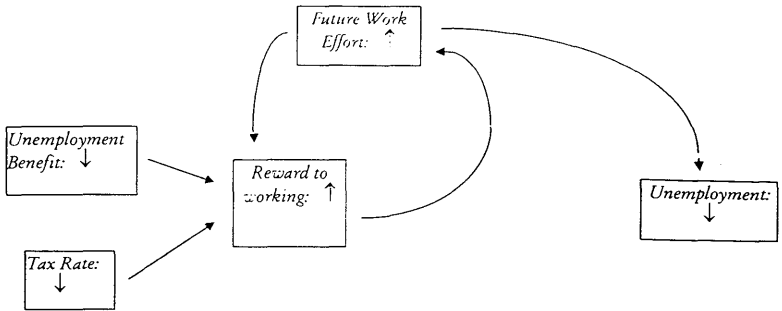 Future Work
Effort: ↑
Unemployment
Benefit: ↓
Reward to
working: ↑
Unemployment:
↓
Tax Rate:
↓